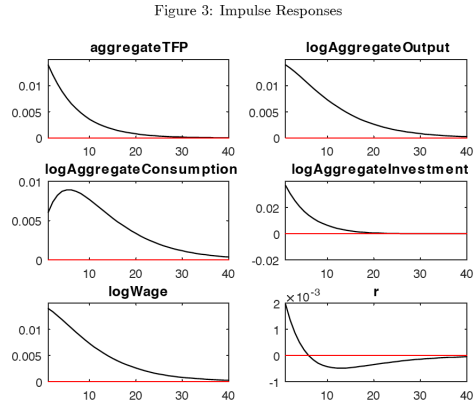 Figure 3: Impulse Responses
aggregateTFP
logAggregateOutput
0.01
0.005
0
10 20 30 40
0.01
0.005
0
10 20 30 40
logAggregateConsumption
logAggregateInvestment
0.01
0.005
0
10 20 30 40
0.02
0
-0.02
10 20 30 40
logWage
r
0.01
0.005
0
10 20 30 40
×10-3
2
1
0
-1
10 20 30 40